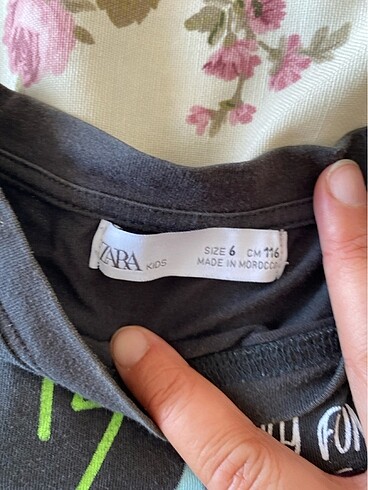 ZARA KIDS
SIZE 6 CM 116
MADE IN MOROCCO